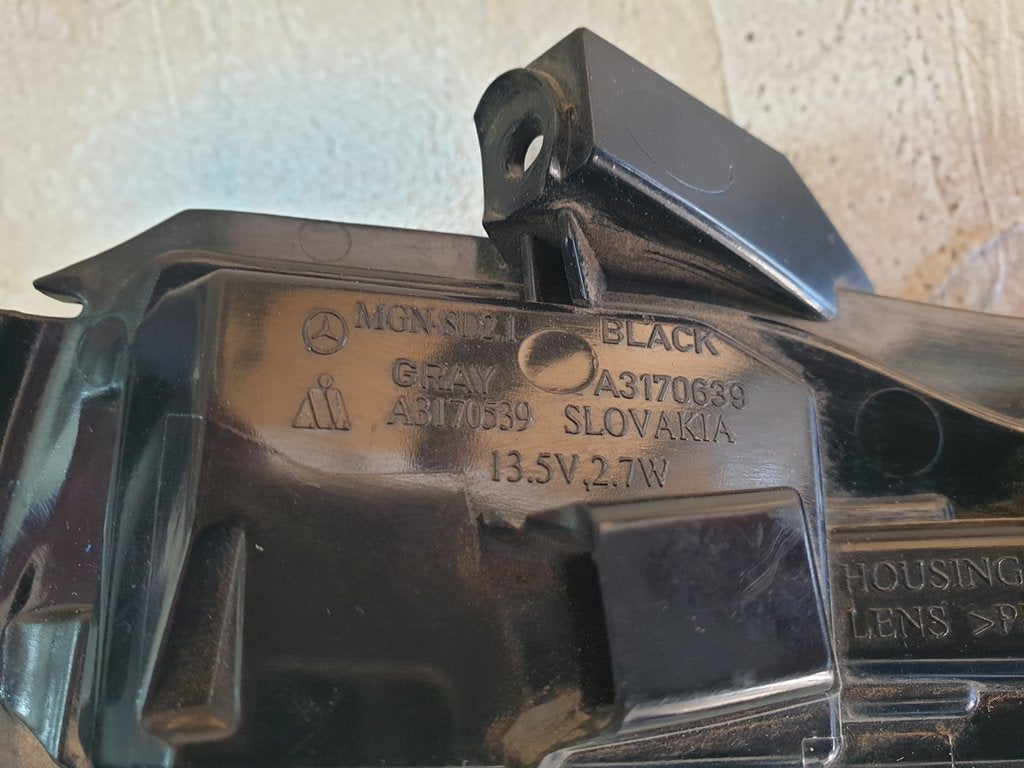 MGN-SD2.1 BLACK
GRAY A3170639
A3170539 SLOVAKIA
13.5V,2.7W
HOUSING
LENS >P